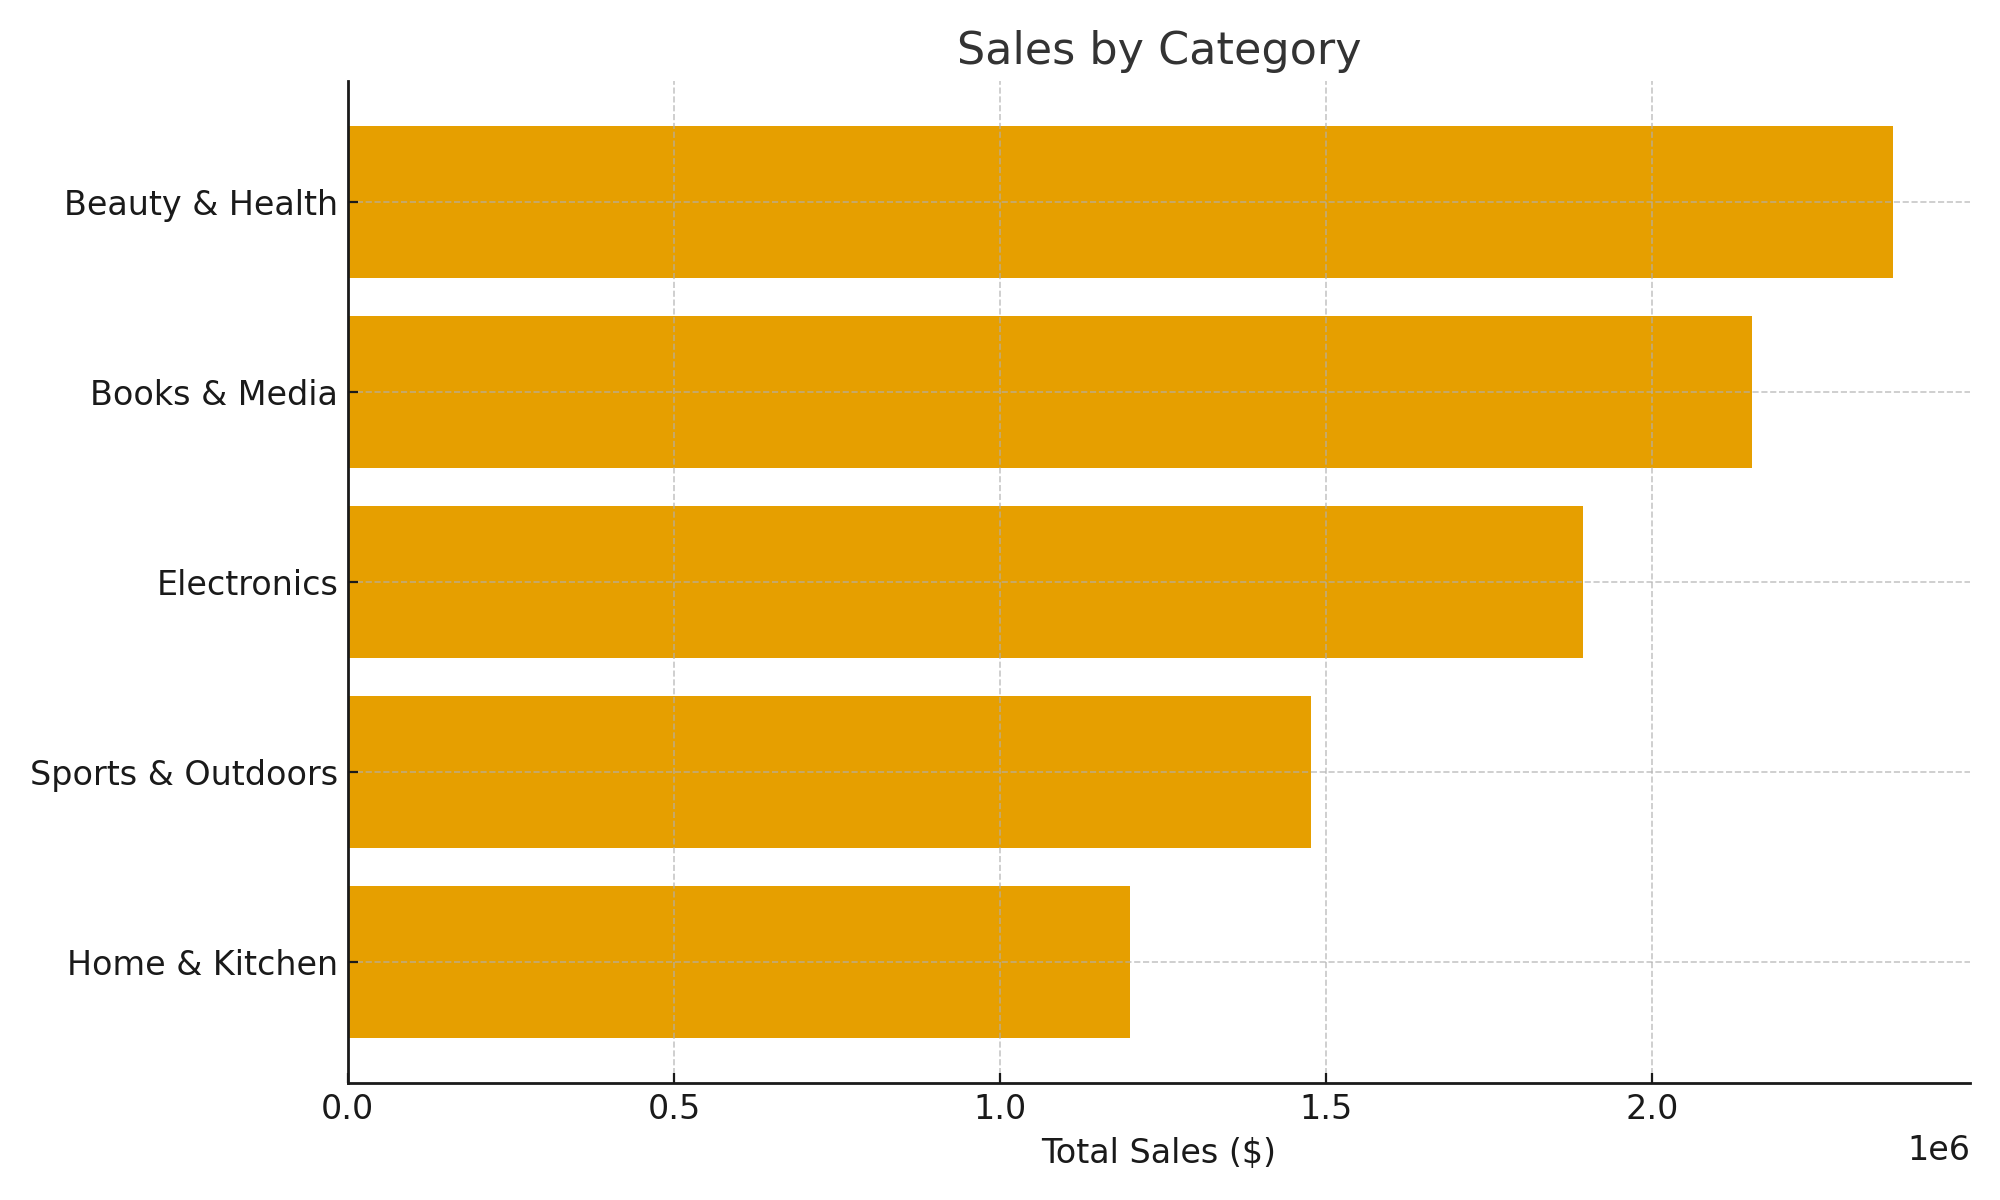 Sales by Category
Beauty & Health
Books & Media
Electronics
Sports & Outdoors
Home & Kitchen
0.0 0.5 1.0 1.5 2.0
Total Sales ($)
1e6